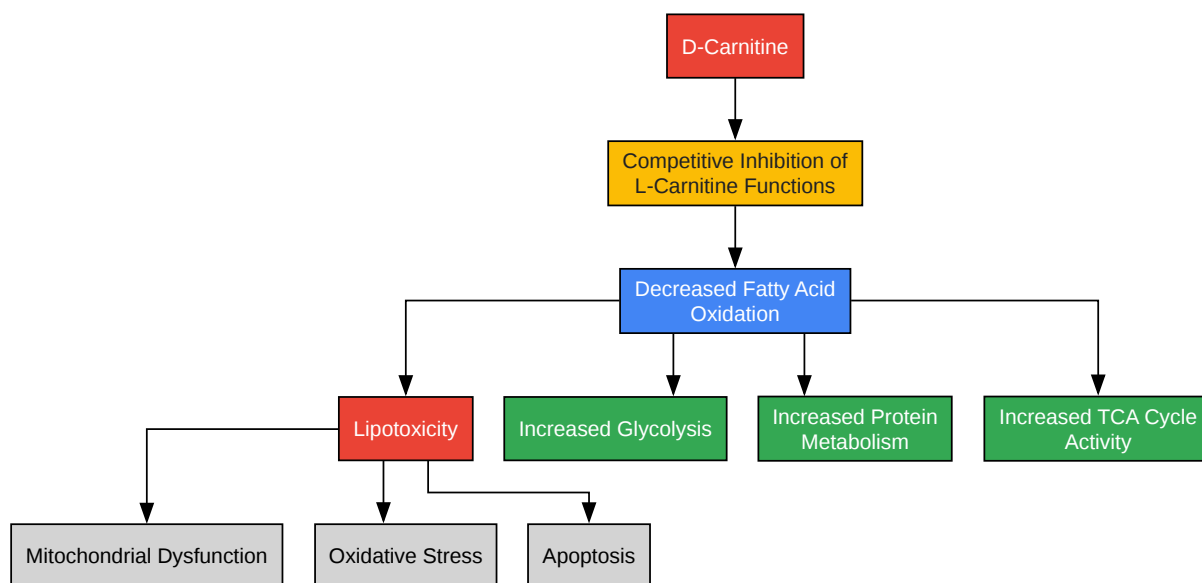 D-Carnitine
Competitive Inhibition of
L-Carnitine Functions
Decreased Fatty Acid
Oxidation
Lipotoxicity
Increased Glycolysis
Increased Protein
Metabolism
Increased TCA Cycle
Activity
Mitochondrial Dysfunction
Oxidative Stress
Apoptosis